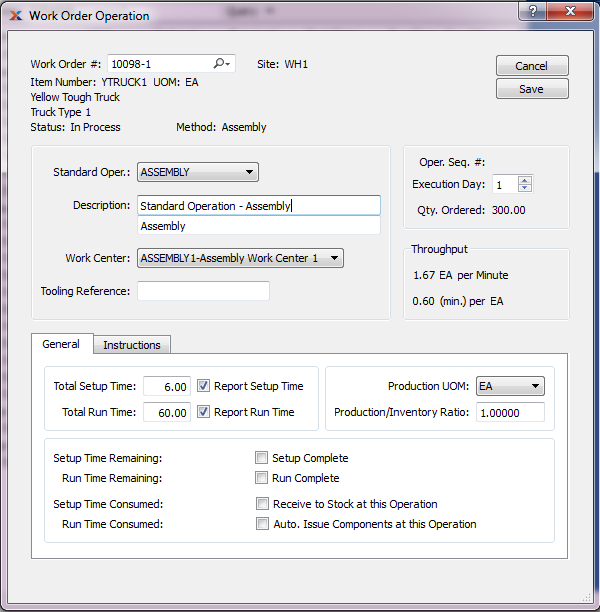 Query
Work Order Operation
?
Work Order #: 10098-1 Site: WH1
Cancel
Item Number: YTRUCK1 UOM: EA
Save
Yellow Tough Truck
Truck Type 1
Status: In Process Method: Assembly
Standard Oper.: ASSEMBLY
Description: Standard Operation - Assembly
Assembly
Work Center: ASSEMBLY1-Assembly Work Center 1
Tooling Reference:
Oper. Seq. #:
Execution Day: 1
Qty. Ordered: 300.00
Throughput
1.67 EA per Minute
0.60 (min.) per EA
General Instructions
Total Setup Time: 6.00 Report Setup Time
Total Run Time: 60.00 Report Run Time
Production UOM: EA
Production/Inventory Ratio: 1.00000
Setup Time Remaining: Setup Complete
Run Time Remaining: Run Complete
Setup Time Consumed: Receive to Stock at this Operation
Run Time Consumed: Auto. Issue Components at this Operation